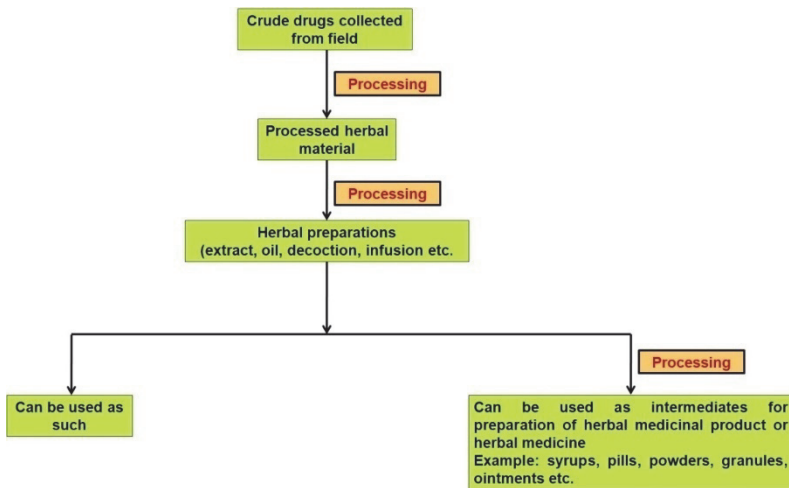 Crude drugs collected
from field
Processing
Processed herbal
material
Processing
Herbal preparations
(extract, oil, decoction, infusion etc.
Processing
Can be used as
such
Can be used as intermediates for
preparation of herbal medicinal product or
herbal medicine
Example: syrups, pills, powders, granules,
ointments etc.